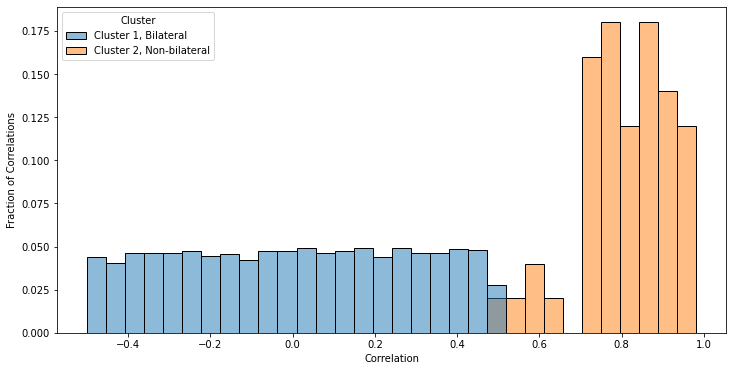 Cluster
Cluster 1, Bilateral
Cluster 2, Non-bilateral
Fraction of Correlations
0.175
0.150
0.125
0.100
0.075
0.050
0.025
0.000
−0.4 −0.2 0.0 0.2 0.4 0.6 0.8 1.0
Correlation